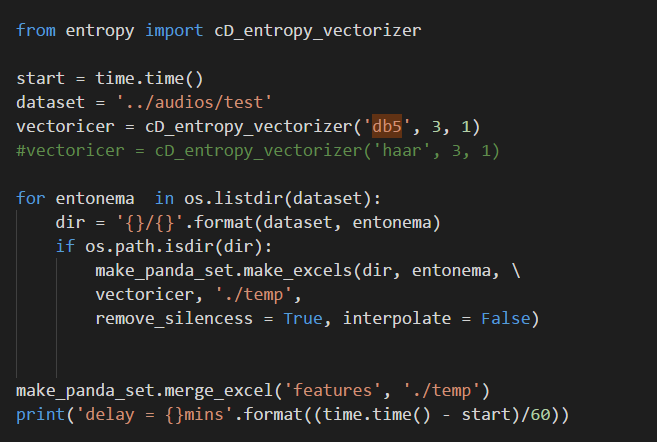 from entropy import cD_entropy_vectorizer
start = time.time()
dataset = '../audios/test'
vectoricer = cD_entropy_vectorizer('db5', 3, 1)
#vectoricer = cD_entropy_vectorizer('haar', 3, 1)
for entonema  in os.listdir(dataset):
    dir = '{}/{}'.format(dataset, entonema)
    if os.path.isdir(dir):
        make_panda_set.make_excels(dir, entonema, \
        vectoricer, './temp',
        remove_silencess = True, interpolate = False)
make_panda_set.merge_excel('features', './temp')
print('delay = {}mins'.format((time.time() - start)/60))